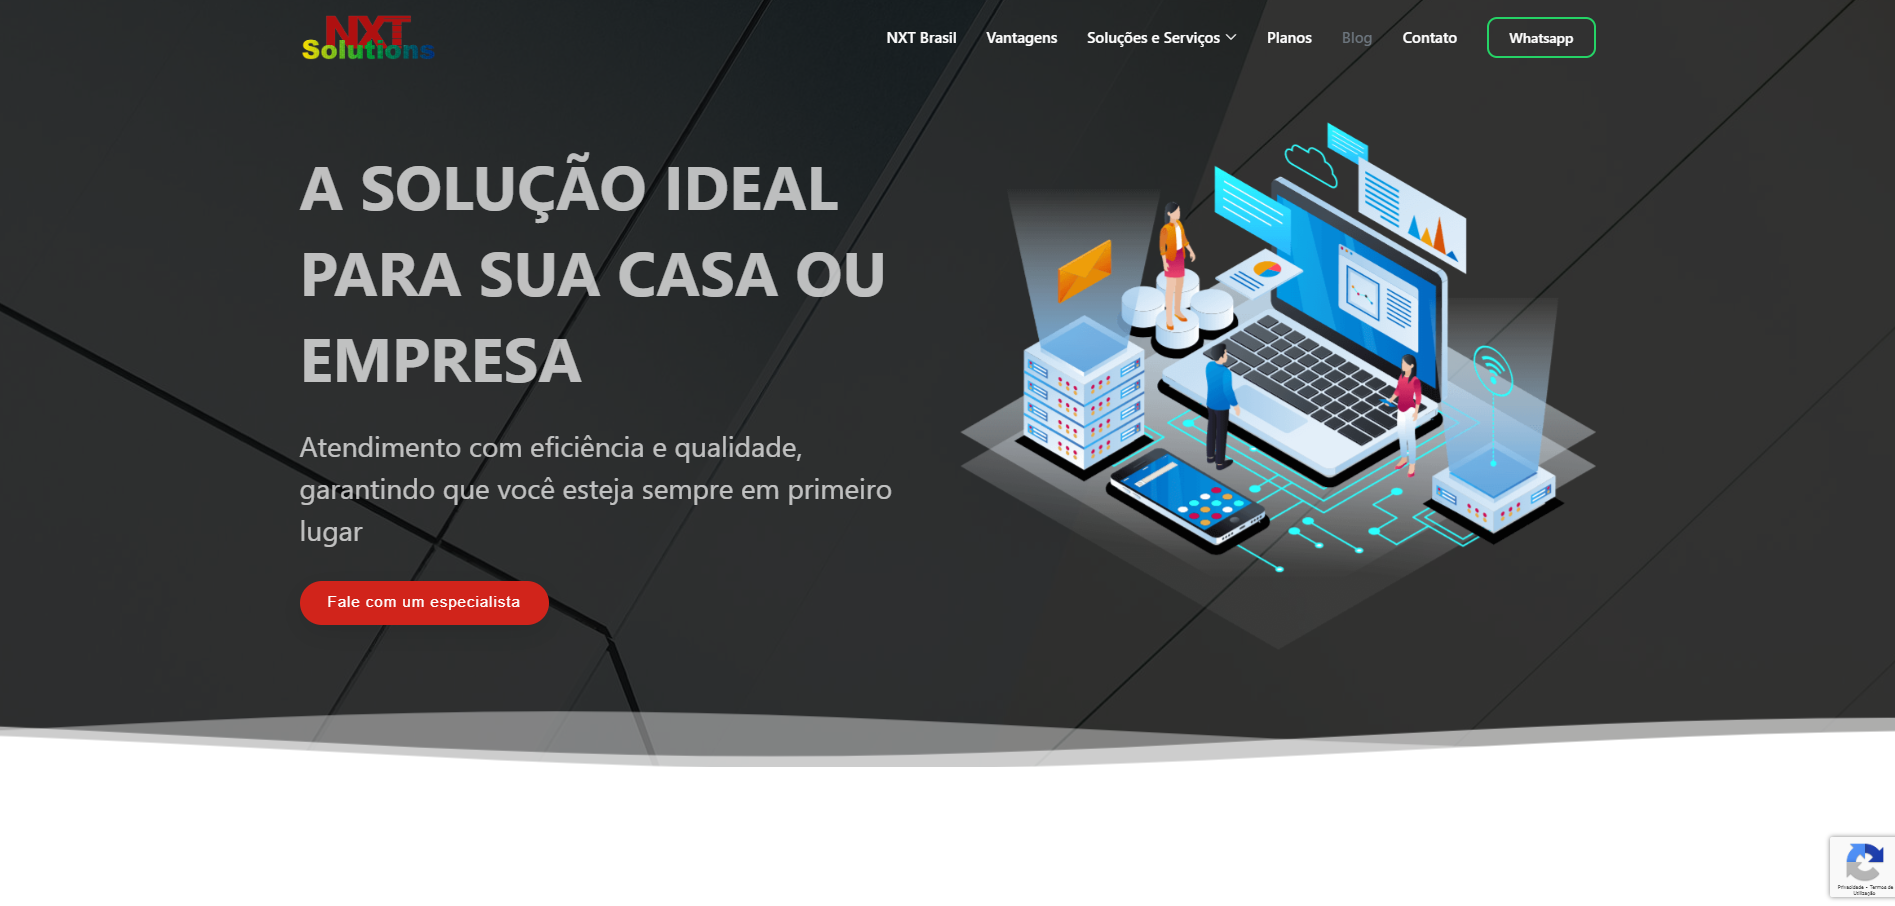 NXT
Solutions
NXT Brasil Vantagens Soluções e Serviços Planos Blog Contato Whatsapp
A SOLUÇÃO IDEAL
PARA SUA CASA OU
EMPRESA
Atendimento com eficiência e qualidade,
garantindo que você esteja sempre em primeiro
lugar
Fale com um especialista
Privacidade - Termos de
Utilização